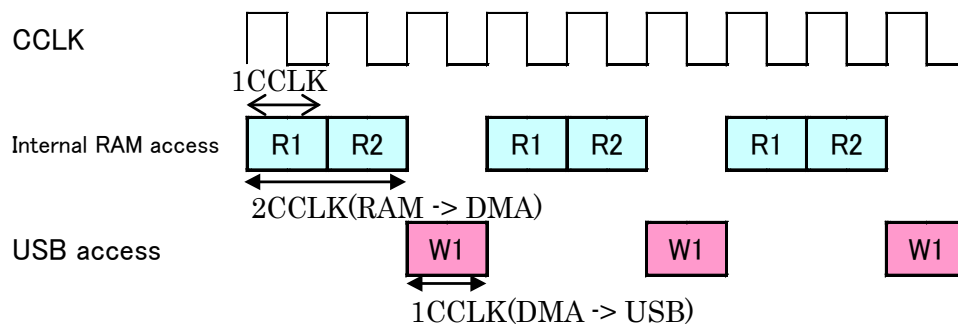 CCLK
1CCLK
Internal RAM access R1 R2 R1 R2 R1 R2
2CCLK(RAM -> DMA)
USB access W1 W1 W1
1CCLK(DMA -> USB)